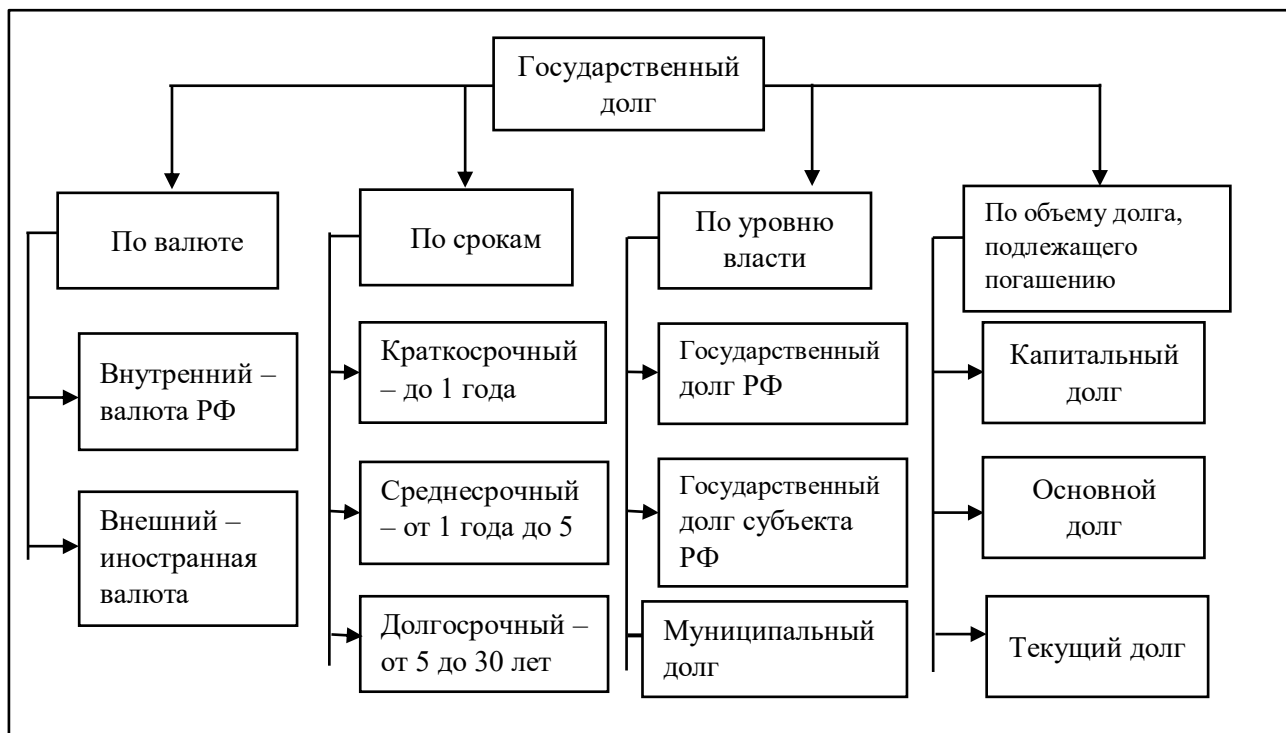 Государственный
долг
По валюте
Внутренний –
валюта РФ
Внешний –
иностранная
валюта
По срокам
Краткосрочный
– до 1 года
Среднесрочный
– от 1 года до 5
Долгосрочный –
от 5 до 30 лет
По уровню
власти
Государственный
долг РФ
Государственный
долг субъекта
РФ
Муниципальный
долг
По объему долга,
подлежащего
погашению
Капитальный
долг
Основной
долг
Текущий долг